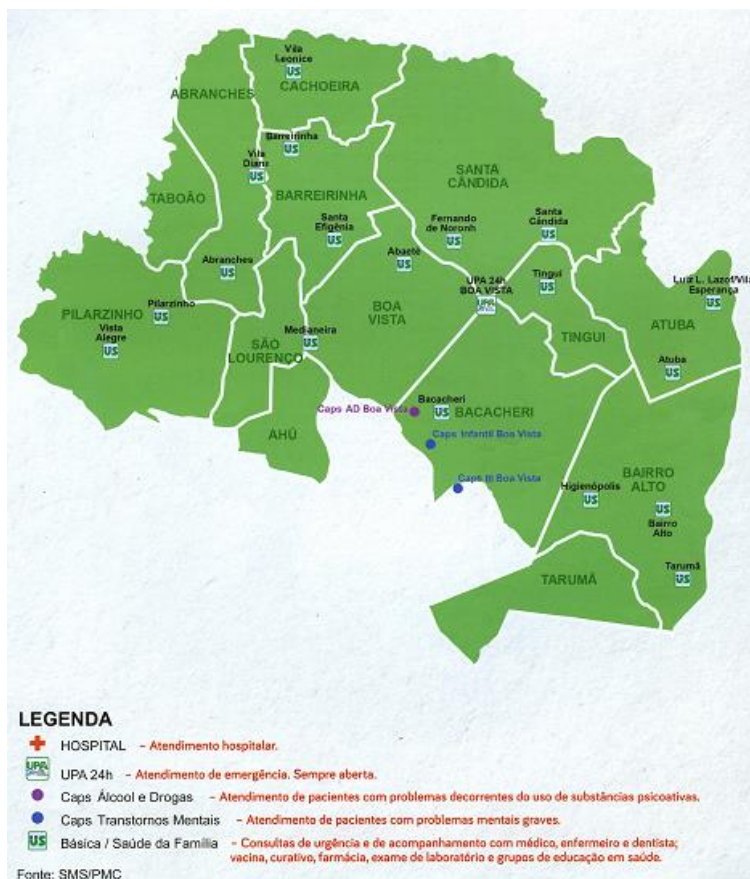 Vila
Leonice
US
CACHOEIRA
ABRANCHES
Barreirinha
US
Vila
Diana
US
SANTA
CÂNDIDA
TABOÃO
BARREIRINHA
Santa
Efigênia
US
Fernando
de Noronh
US
Santa
Cândida
US
Abranches
US
Abaeté
US
UPA 24h
BOA VISTA
UPA
Tingui
US
Luiz L. Lazof/Vila
Esperança
US
Pilarzinho
US
PILARZINHO
Vista
Alegre
US
BOA
VISTA
SÃO
LOURENÇO
Medianeira
US
TINGUI
ATUBA
Atuba
US
Caps AD Boa Vista
Bacacheri
US
BACACHERI
AHÚ
Caps Infantil Boa Vista
Caps III Boa Vista
Higienópolis
US
BAIRRO
ALTO
US
Bairro
Alto
Tarumã
US
TARUMÃ
LEGENDA
HOSPITAL – Atendimento hospitalar.
UPA UPA 24h – Atendimento de emergência. Sempre aberta.
Caps Álcool e Drogas – Atendimento de pacientes com problemas decorrentes do uso de substâncias psicoativas.
Caps Transtornos Mentais – Atendimento de pacientes com problemas mentais graves.
US Básica / Saúde da Família – Consultas de urgência e de acompanhamento com médico, enfermeiro e dentista;
vacina, curativo, farmácia, exame de laboratório e grupos de educação em saúde.
Fonte: SMS/PMC